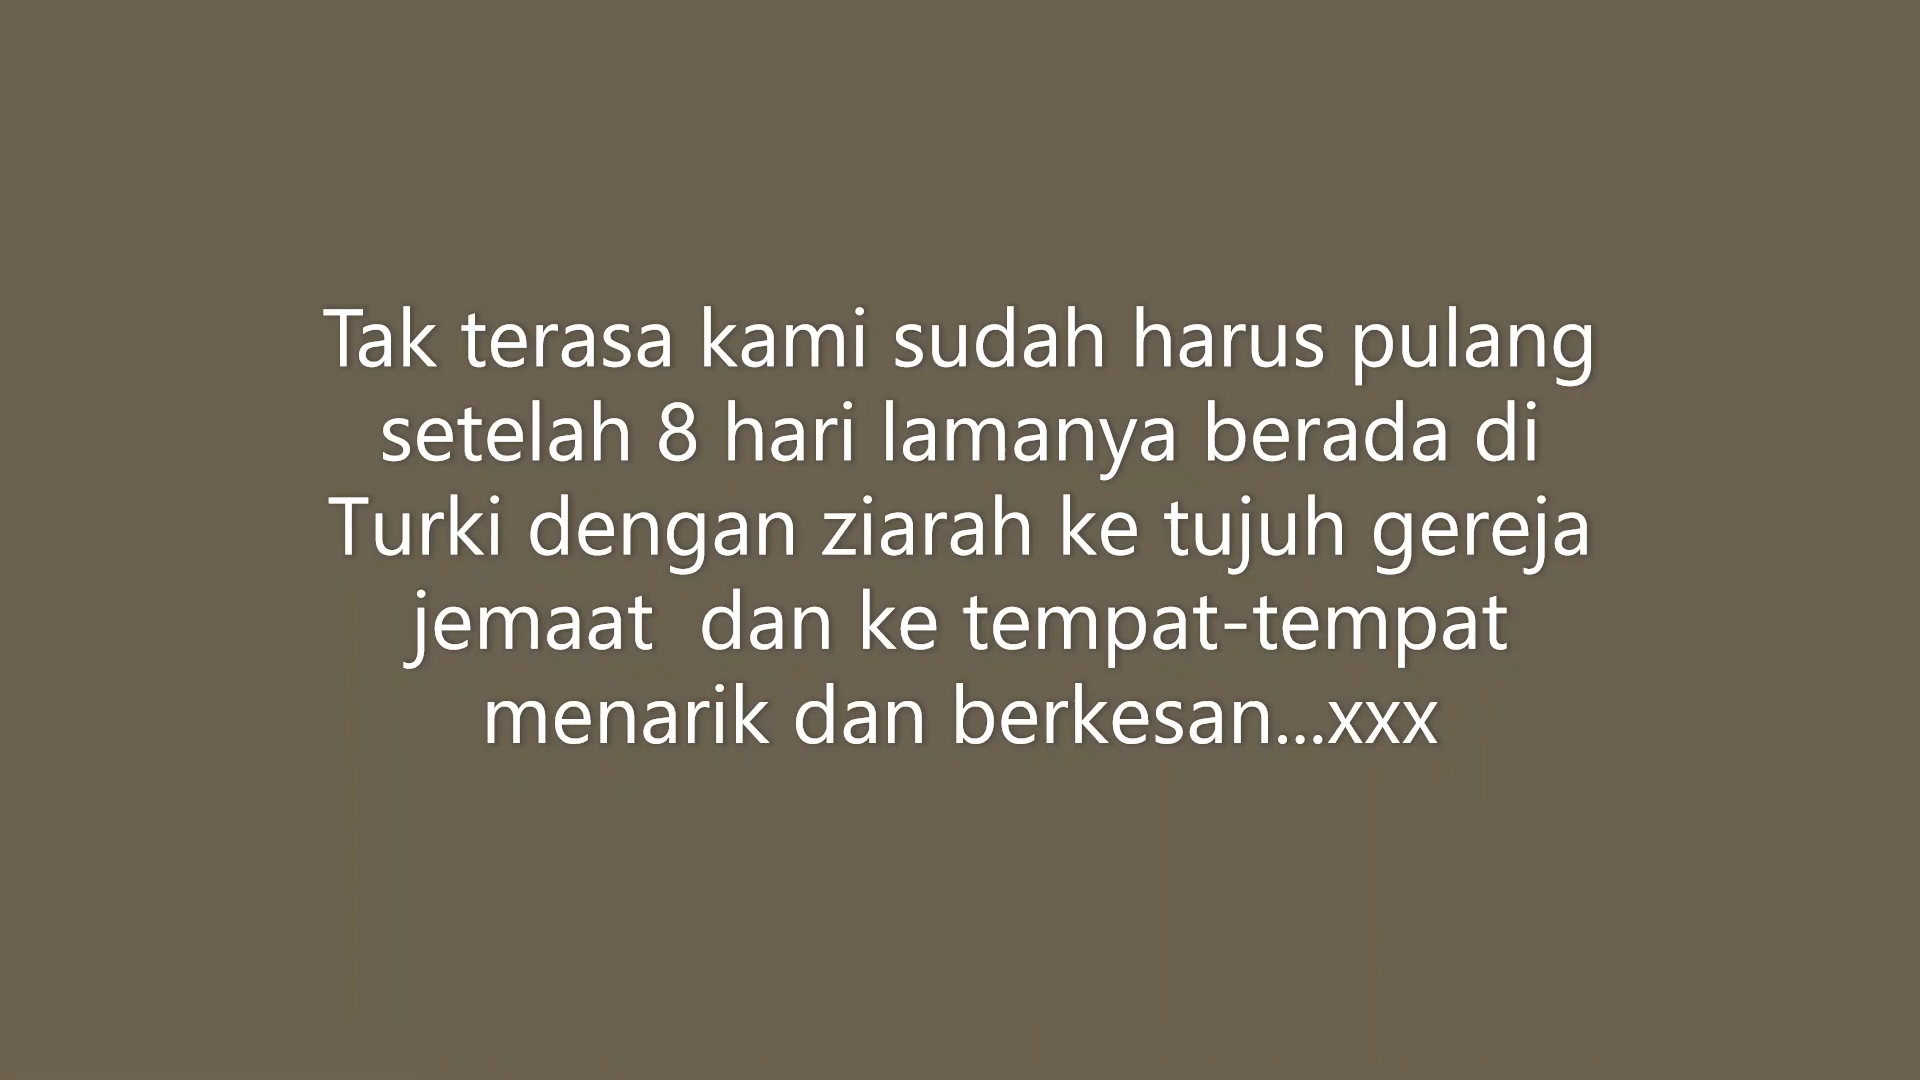 Tak terasa kami sudah harus pulang
setelah 8 hari lamanya berada di
Turki dengan ziarah ke tujuh gereja
jemaat  dan ke tempat-tempat
menarik dan berkesan...xxx